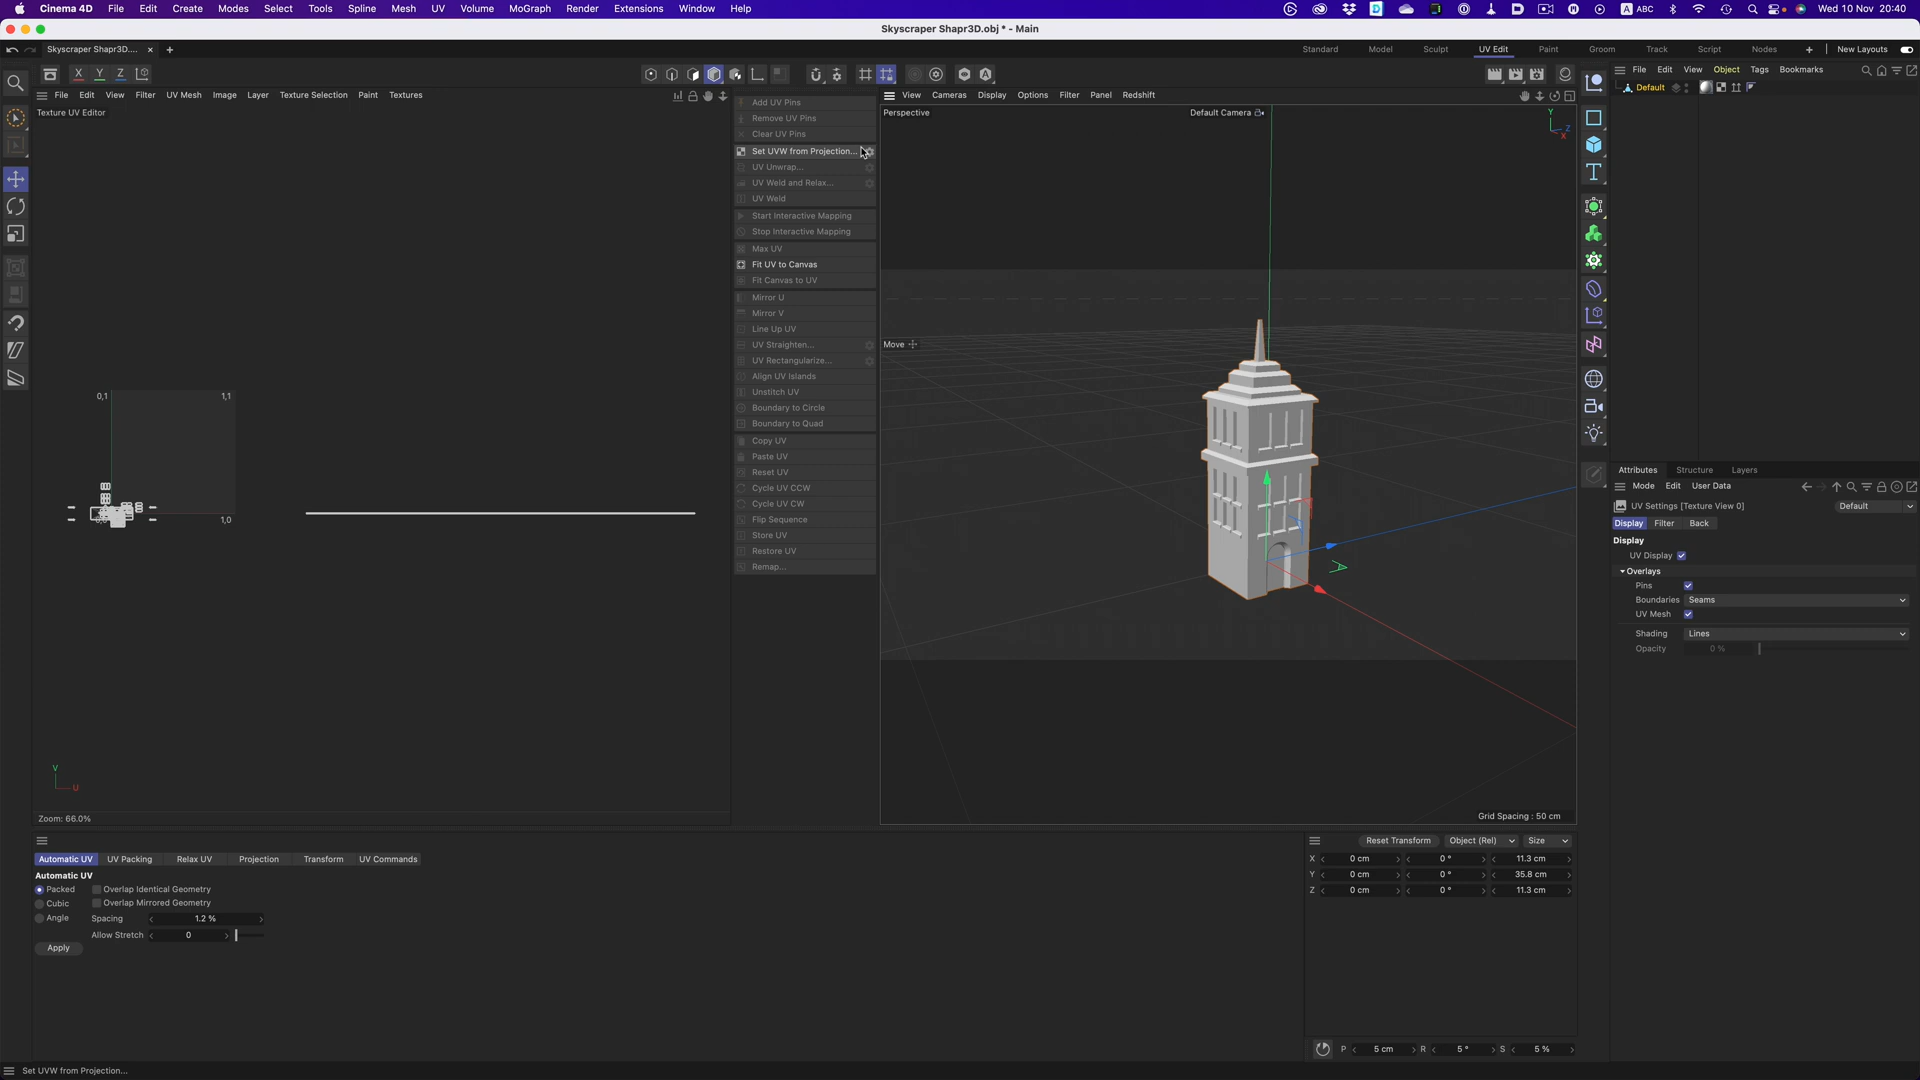 Cinema 4D File Edit Create Modes Select Tools Spline Mesh UV Volume MoGraph Render Extensions Window Help
A ABC
Wed 10 Nov 20:40
Skyscraper Shapr3D.obj * - Main
Skyscraper Shapr3D....
Standard Model Sculpt UV Edit Paint Groom Track Script Nodes
New Layouts
X Y Z
File Edit View Object Tags Bookmarks
File Edit View Filter UV Mesh Image Layer Texture Selection Paint Textures
View Cameras Display Options Filter Panel Redshift
Default
Texture UV Editor
Add UV Pins
Remove UV Pins
Clear UV Pins
Set UVW from Projection...
UV Unwrap...
UV Weld and Relax...
UV Weld
Start Interactive Mapping
Stop Interactive Mapping
Max UV
Fit UV to Canvas
Fit Canvas to UV
Mirror U
Mirror V
Line Up UV
UV Straighten...
UV Rectangularize...
Align UV Islands
Unstitch UV
Boundary to Circle
Boundary to Quad
Copy UV
Paste UV
Reset UV
Cycle UV CCW
Cycle UV CW
Flip Sequence
Store UV
Restore UV
Remap...
Perspective
Default Camera
Y
Z
X
Move
Grid Spacing : 50 cm
0,1
1,1
1,0
V
U
Zoom: 66.0%
Attributes Structure Layers
Mode Edit User Data
UV Settings [Texture View 0]
Default
Display Filter Back
Display
UV Display
Overlays
Pins
Boundaries Seams
UV Mesh
Shading Lines
Opacity 0 %
Automatic UV UV Packing Relax UV Projection Transform UV Commands
Automatic UV
Packed Overlap Identical Geometry
Cubic Overlap Mirrored Geometry
Angle Spacing 1.2 %
Allow Stretch 0
Apply
Reset Transform Object (Rel) Size
X 0 cm 0 ° 11.3 cm
Y 0 cm 0 ° 35.8 cm
Z 0 cm 0 ° 11.3 cm
P 5 cm R 5 ° S 5 %
Set UVW from Projection...